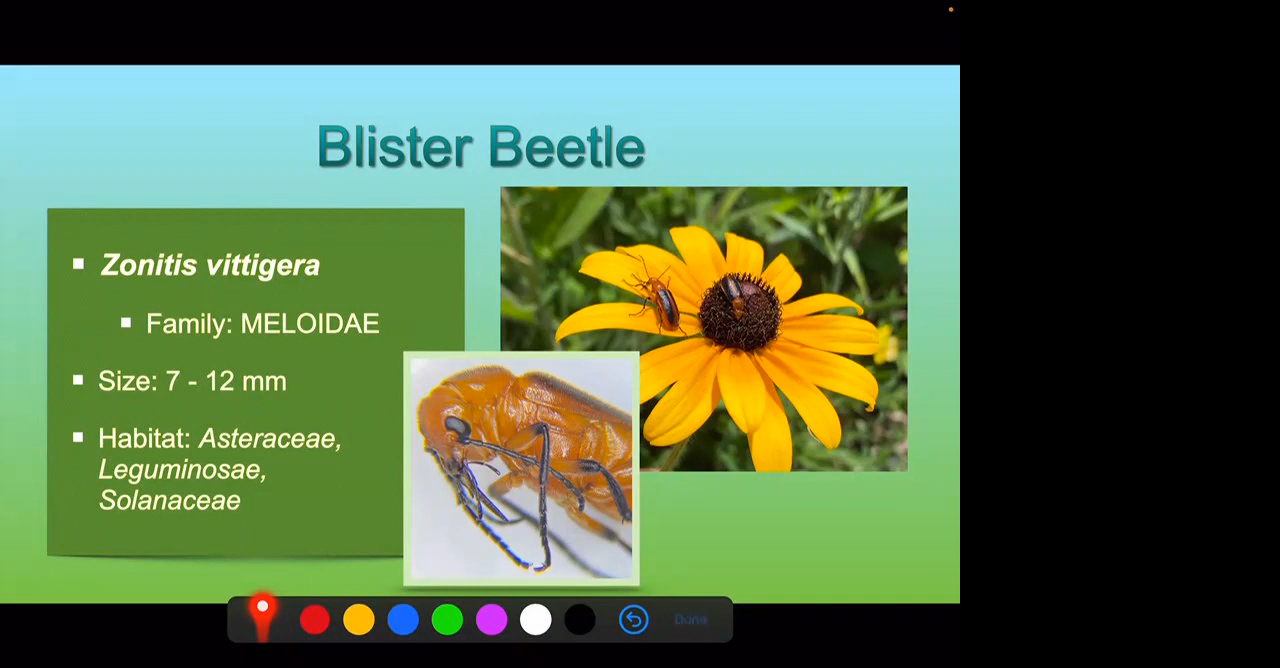 Blister Beetle
Zonitis vittigera
Family: MELOIDAE
Size: 7 - 12 mm
Habitat: Asteraceae,
Leguminosae,
Solanaceae
Done